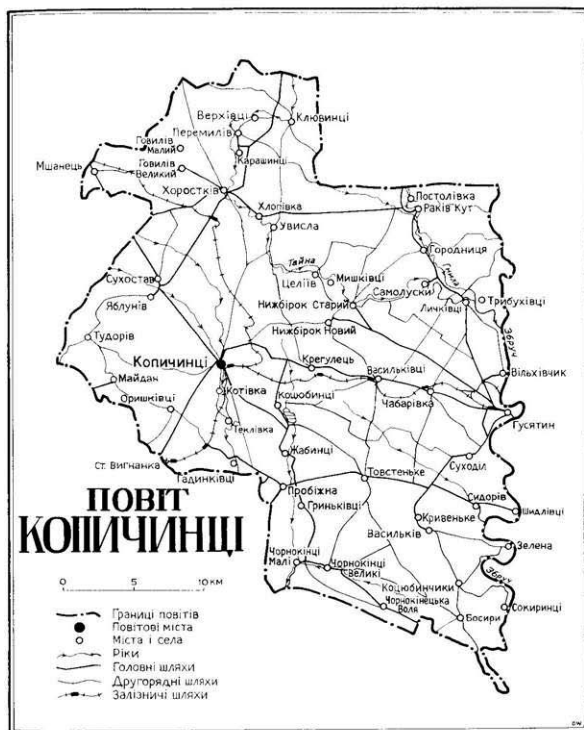 Верхівці
Клювинці
Перемилів
Говилів
Малий
Карашинці
Мшанець
Говилів
Великий
Хоростків
Постолівка
Раків Кут
Хлопівка
Увисла
Городниця
Тайна
Гнила
Целіїв
Мишківці
Сухостав
Самолуски
Яблунів
Нижбірок Старий
Личківці
Трибухівці
Нижбірок Новий
Збруч
Тудорів
Копичинці
Крегулець
Васильківці
Вільхівчик
Майдан
Котівка
Коцюбинці
Чабарівка
Оришківці
Гусятин
Теклівка
Жабинці
Суходіл
Ст. Вигнанка
Гадинківці
Товстеньке
Пробіжна
Сидорів
Шидлівці
Гриньківці
Кривеньке
Васильків
Зелена
Чорнокінці
Малі
Чорнокінці
Великі
Збруч
Коцюбинчики
Чорнокінецька
Воля
Босири
Сокиринці
ПОВІТ
КОПИЧИНЦІ
0 5 10 КМ
Границі повітів
Повітові міста
Міста і села
Ріки
Головні шляхи
Другорядні шляхи
Залізничі шляхи